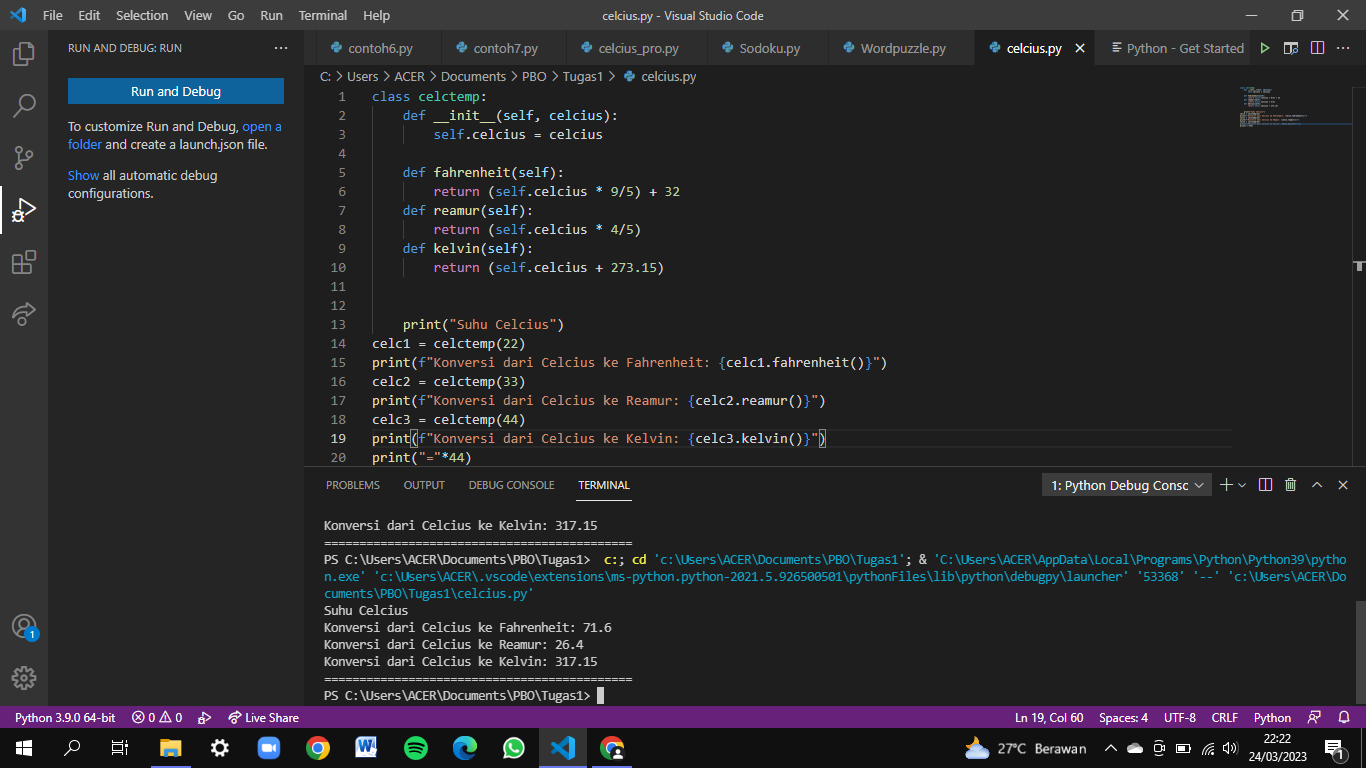 File Edit Selection View Go Run Terminal Help
celcius.py - Visual Studio Code
RUN AND DEBUG: RUN
Run and Debug
To customize Run and Debug, open a
folder and create a launch.json file.
Show all automatic debug
configurations.
contoh6.py contoh7.py celcius_pro.py Sodoku.py Wordpuzzle.py celcius.py Python - Get Started
C: > Users > ACER > Documents > PBO > Tugas1 > celcius.py
1 class celctemp:
2     def __init__(self, celcius):
3         self.celcius = celcius
4
5     def fahrenheit(self):
6         return (self.celcius * 9/5) + 32
7     def reamur(self):
8         return (self.celcius * 4/5)
9     def kelvin(self):
10         return (self.celcius + 273.15)
11
12
13     print("Suhu Celcius")
14 celc1 = celctemp(22)
15 print(f"Konversi dari Celcius ke Fahrenheit: {celc1.fahrenheit()}")
16 celc2 = celctemp(33)
17 print(f"Konversi dari Celcius ke Reamur: {celc2.reamur()}")
18 celc3 = celctemp(44)
19 print(f"Konversi dari Celcius ke Kelvin: {celc3.kelvin()}")
20 print("="*44)
PROBLEMS OUTPUT DEBUG CONSOLE TERMINAL
1: Python Debug Consc
Konversi dari Celcius ke Kelvin: 317.15
============================================
PS C:\Users\ACER\Documents\PBO\Tugas1>  c:; cd 'c:\Users\ACER\Documents\PBO\Tugas1'; & 'C:\Users\ACER\AppData\Local\Programs\Python\Python39\pytho
n.exe' 'c:\Users\ACER\.vscode\extensions\ms-python.python-2021.5.926500501\pythonFiles\lib\python\debugpy\launcher' '53368' '--' 'c:\Users\ACER\Do
cuments\PBO\Tugas1\celcius.py'
Suhu Celcius
Konversi dari Celcius ke Fahrenheit: 71.6
Konversi dari Celcius ke Reamur: 26.4
Konversi dari Celcius ke Kelvin: 317.15
============================================
PS C:\Users\ACER\Documents\PBO\Tugas1>
1
Python 3.9.0 64-bit 0 0 Live Share Ln 19, Col 60 Spaces: 4 UTF-8 CRLF Python
27°C Berawan
22:22
24/03/2023
1